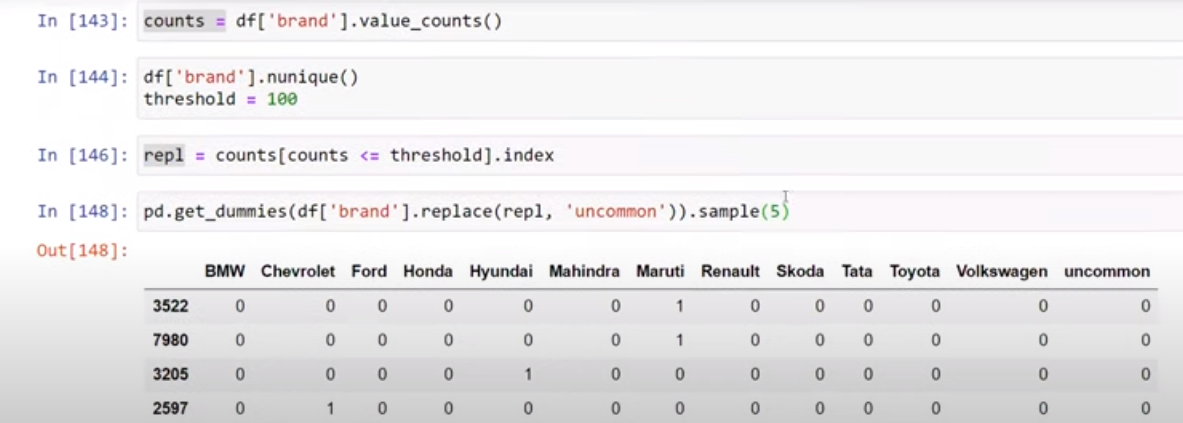 In [143]: counts = df['brand'].value_counts()
In [144]: df['brand'].nunique()
threshold = 100
In [146]: repl = counts[counts <= threshold].index
In [148]: pd.get_dummies(df['brand'].replace(repl, 'uncommon')).sample(5)
Out[148]:
BMW Chevrolet Ford Honda Hyundai Mahindra Maruti Renault Skoda Tata Toyota Volkswagen uncommon
3522 0 0 0 0 0 0 1 0 0 0 0 0 0
7980 0 0 0 0 0 0 1 0 0 0 0 0 0
3205 0 0 0 0 1 0 0 0 0 0 0 0 0
2597 0 1 0 0 0 0 0 0 0 0 0 0 0